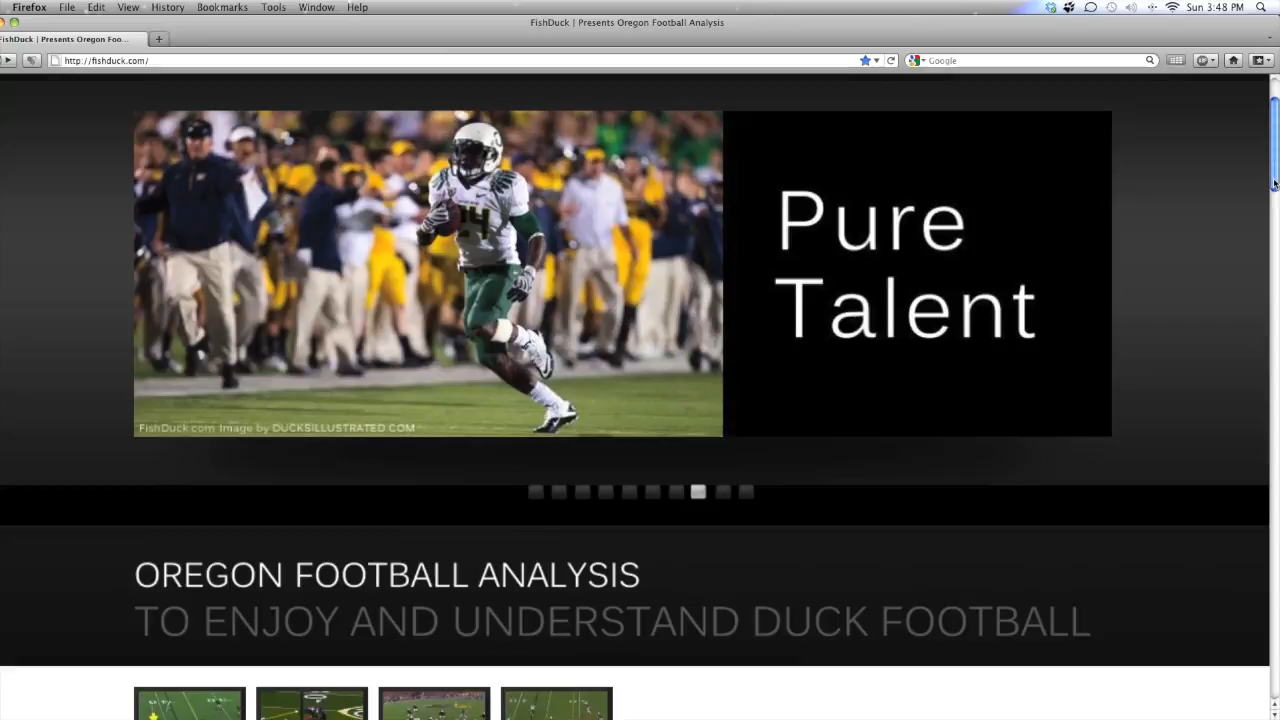 Firefox File Edit View History Bookmarks Tools Window Help Sun 3:48 PM
FishDuck | Presents Oregon Football Analysis
FishDuck | Presents Oregon Foo...
http://fishduck.com/
Google
24
Pure
Talent
FishDuck.com Image by DUCKSILLUSTRATED.COM
OREGON FOOTBALL ANALYSIS
TO ENJOY AND UNDERSTAND DUCK FOOTBALL